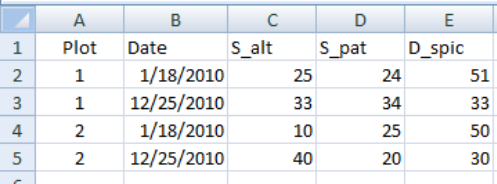 A B C D E
1 Plot Date S_alt S_pat D_spic
2 1 1/18/2010 25 24 51
3 1 12/25/2010 33 34 33
4 2 1/18/2010 10 25 50
5 2 12/25/2010 40 20 30